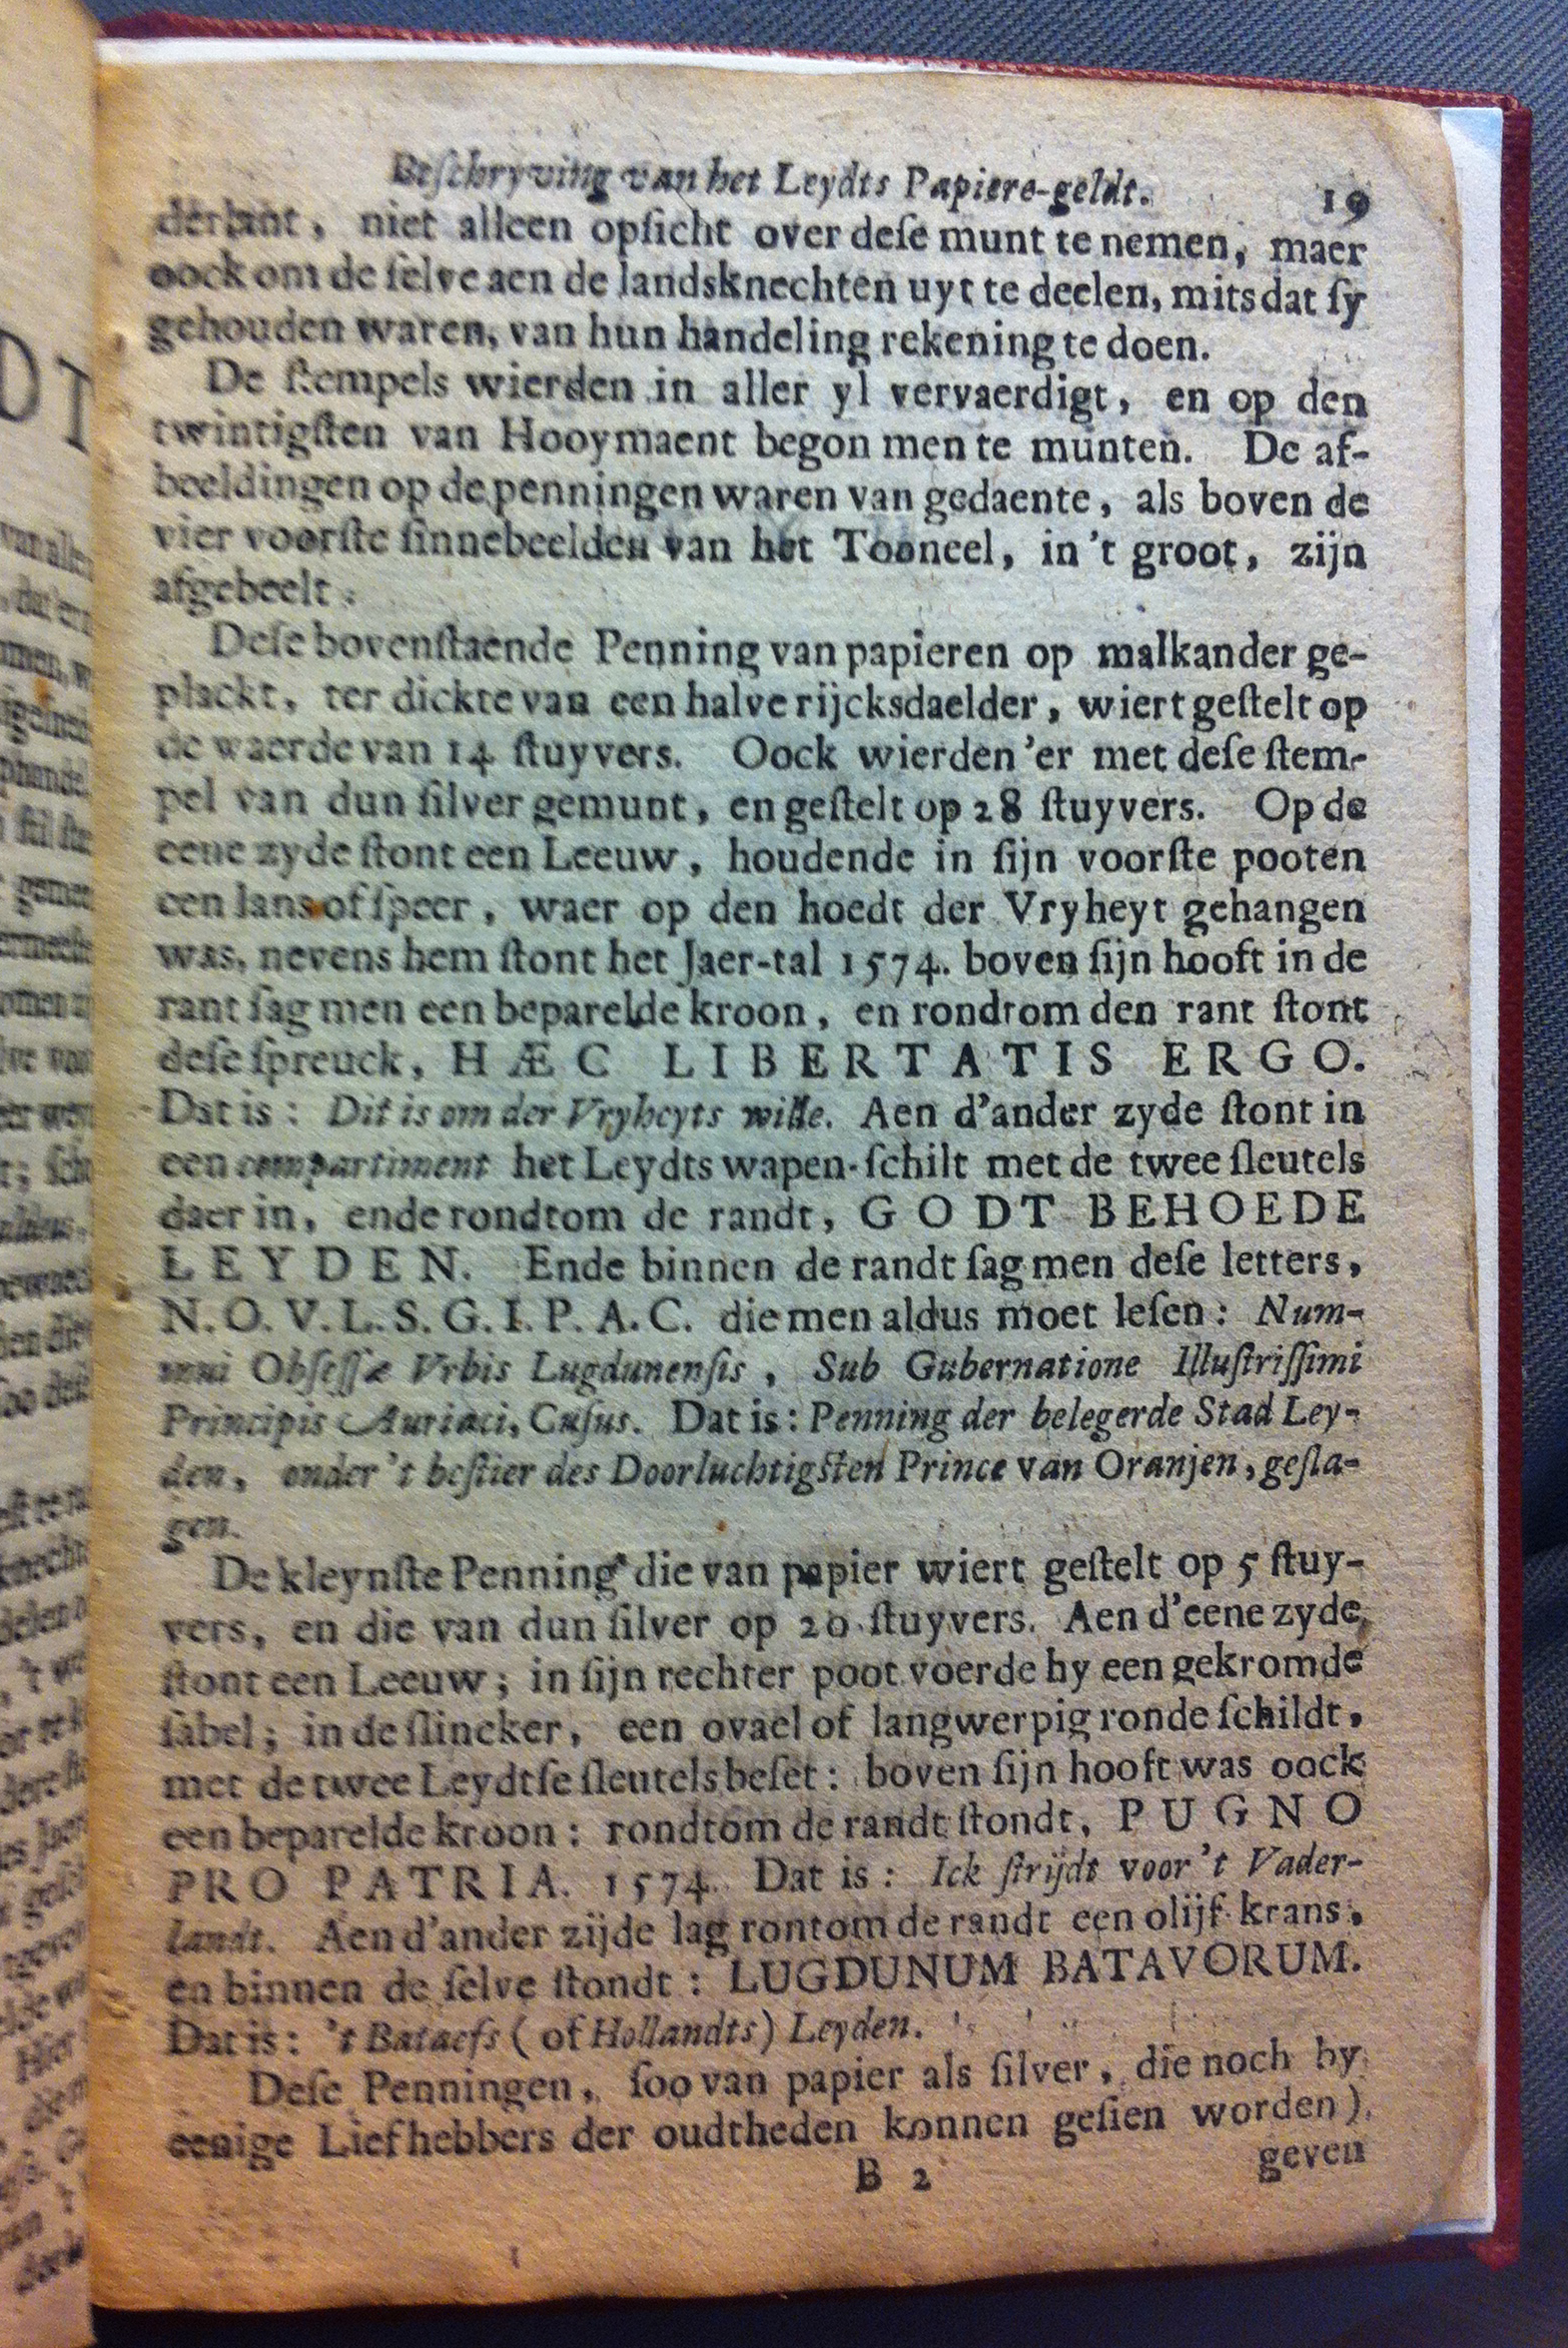 Beſchryving van het Leydts Papiere-geldt. 19
derlant, niet alleen opſicht over deſe munt te nemen, maer
oock om de ſelve aen de landsknechten uyt te deelen, mits dat ſy
gehouden waren, van hun handeling rekening te doen.
De ſtempels wierden in aller yl vervaerdigt, en op den
twintigſten van Hooymaent begon men te munten. De af-
beeldingen op de penningen waren van gedaente, als boven de
vier voorſte ſinnebeelden van het Tooneel, in 't groot, zijn
afgebeelt.
Deſe bovenſtaende Penning van papieren op malkander ge-
plackt, ter dickte van een halve rijcksdaelder, wiert geſtelt op
de waerde van 14 ſtuyvers. Oock wierden 'er met deſe ſtem-
pel van dun ſilver gemunt, en geſtelt op 28 ſtuyvers. Op de
eene zyde ſtont een Leeuw, houdende in ſijn voorſte pooten
een lans of ſpeer, waer op den hoedt der Vryheyt gehangen
was, nevens hem ſtont het Jaer-tal 1574. boven ſijn hooft in de
rant ſag men een beparelde kroon, en rondtom den rant ſtont
deſe ſpreuck, HÆC LIBERTATIS ERGO.
Dat is: Dit is om der Vryheyts wille. Aen d'ander zyde ſtont in
een compartiment het Leydts wapen-ſchilt met de twee ſleutels
daer in, ende rondtom de randt, GODT BEHOEDE
LEYDEN. Ende binnen de randt ſag men deſe letters,
N. O. V. L. S. G. I. P. A. C. die men aldus moet leſen: Num-
mui Obſeſſæ Vrbis Lugdunenſis, Sub Gubernatione Illuſtriſſimi
Principis Auriaci, Cuſus. Dat is: Penning der belegerde Stad Ley-
den, onder 't beſtier des Doorluchtigſten Prince van Oranjen, geſla-
gen.
De kleynſte Penning die van papier wiert geſtelt op 5 ſtuy-
vers, en die van dun ſilver op 20 ſtuyvers. Aen d'eene zyde,
ſtont een Leeuw; in ſijn rechter poot voerde hy een gekromde
ſabel; in de ſlincker, een ovael of langwerpig ronde ſchildt,
met de twee Leydtſe ſleutels beſet: boven ſijn hooft was oock
een beparelde kroon: rondtom de randt ſtondt, PUGNO
PRO PATRIA. 1574. Dat is: Ick ſtrijdt voor 't Vader-
landt. Aen d'ander zijde lag rontom de randt een olijf-krans,
en binnen de ſelve ſtondt: LUGDUNUM BATAVORUM.
Dat is: 't Bataefs (of Hollandts) Leyden.
Deſe Penningen, ſoo van papier als ſilver, die noch by
eenige Liefhebbers der oudtheden konnen geſien worden)
B 2 geven